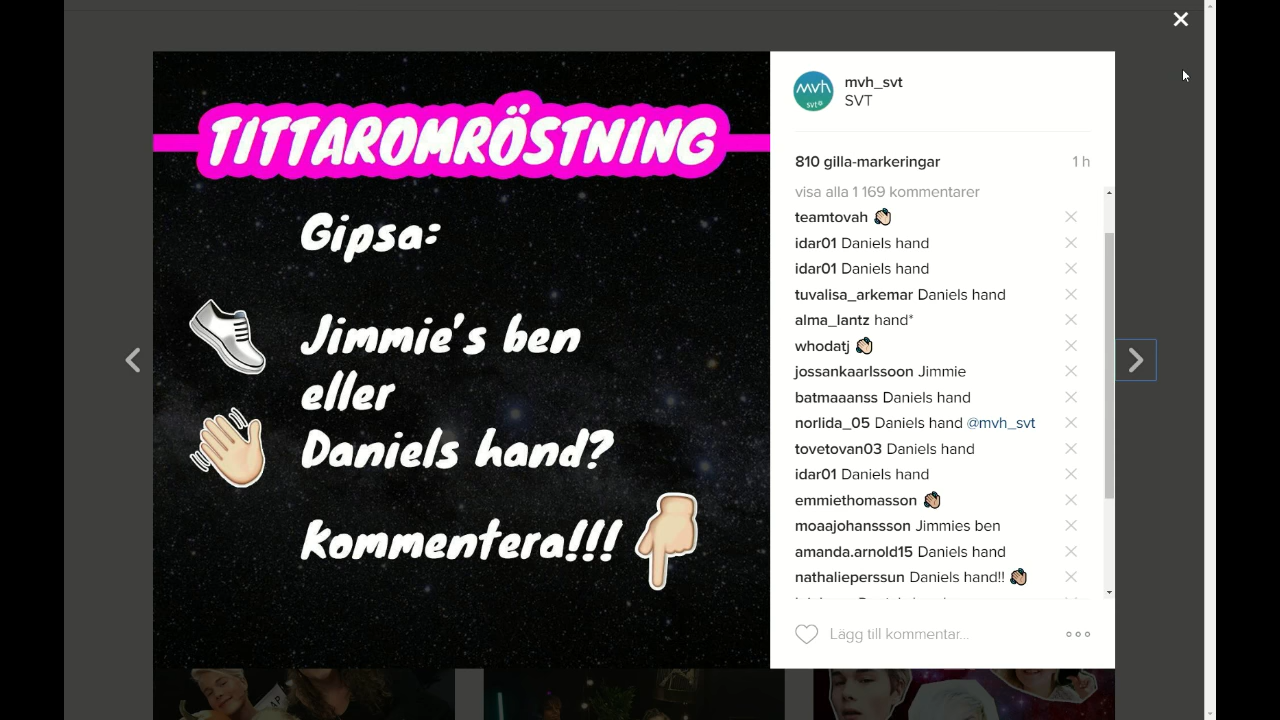 TITTAROMRÖSTNING
Gipsa:
Jimmie's ben
eller
Daniels hand?
Kommentera!!!
mvh
svt
mvh_svt
SVT
810 gilla-markeringar 1 h
visa alla 1 169 kommentarer
teamtovah 👋🏼
idar01 Daniels hand
idar01 Daniels hand
tuvalisa_arkemar Daniels hand
alma_lantz hand*
whodatj 👋🏼
jossankaarlssoon Jimmie
batmaaanss Daniels hand
norlida_05 Daniels hand @mvh_svt
tovetovan03 Daniels hand
idar01 Daniels hand
emmiethomasson 👋🏽
moaajohanssson Jimmies ben
amanda.arnold15 Daniels hand
nathalieperssun Daniels hand!! 👋🏽
Lägg till kommentar...